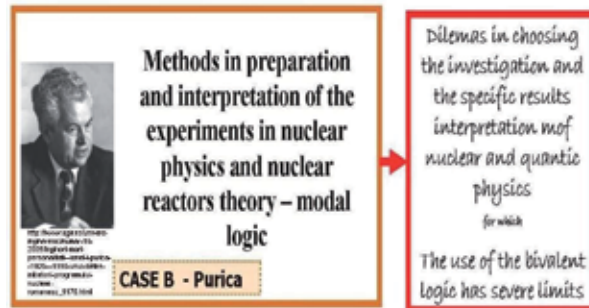 Methods in preparation
and interpretation of the
experiments in nuclear
physics and nuclear
reactors theory – modal
logic
CASE B - Purica
Dilemas in choosing
the investigation and
the specific results
interpretation mof
nuclear and quantic
physics
for which
The use of the bivalent
logic has severe limits